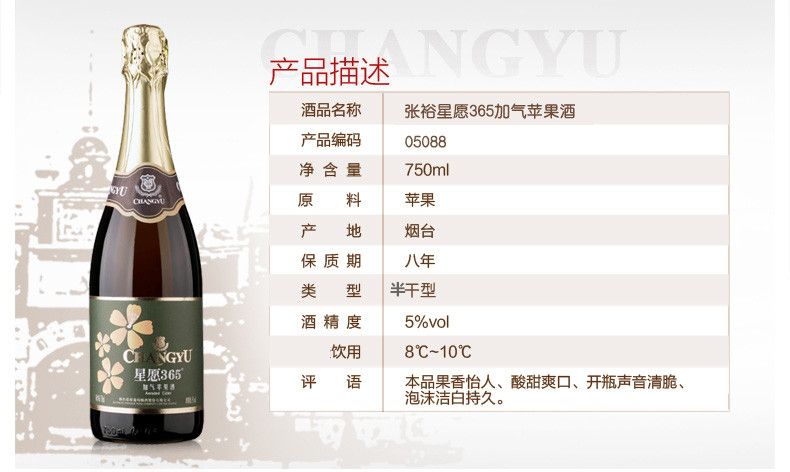 CHANGYU
产品描述
酒品名称 张裕星愿365加气苹果酒
产品编码 05088
净含量 750ml
原料 苹果
产地 烟台
保质期 八年
类型 半干型
酒精度 5%vol
饮用 8℃~10℃
评语 本品果香怡人、酸甜爽口、开瓶声音清脆、
泡沫洁白持久。
CHANGYU
CHANGYU
星愿365
加气苹果酒